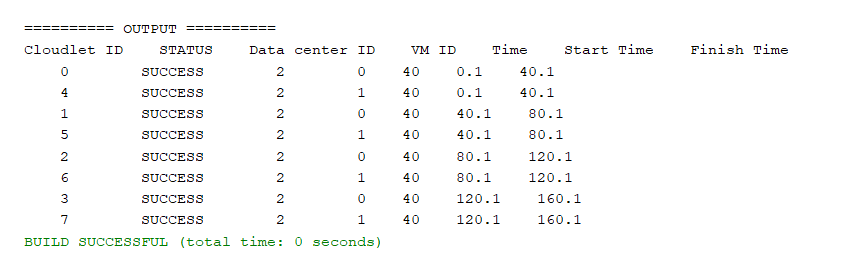 ========== OUTPUT ==========
Cloudlet ID    STATUS    Data center ID    VM ID    Time    Start Time    Finish Time
0    SUCCESS    2    0    40    0.1    40.1
4    SUCCESS    2    1    40    0.1    40.1
1    SUCCESS    2    0    40    40.1    80.1
5    SUCCESS    2    1    40    40.1    80.1
2    SUCCESS    2    0    40    80.1    120.1
6    SUCCESS    2    1    40    80.1    120.1
3    SUCCESS    2    0    40    120.1    160.1
7    SUCCESS    2    1    40    120.1    160.1
BUILD SUCCESSFUL (total time: 0 seconds)